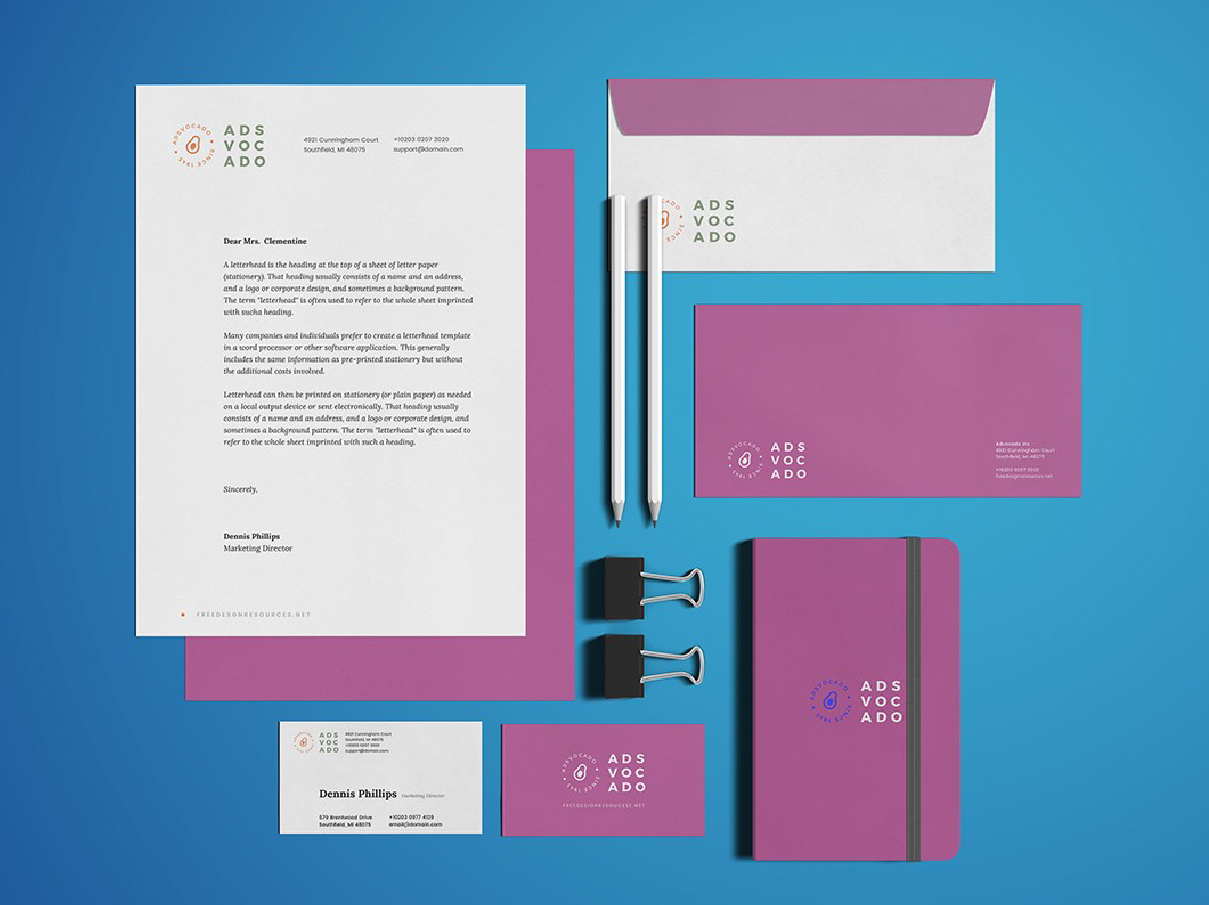 ADSVOCADO SINCE
ADS
VOC
ADO
4921 Cunningham Court
Southfield, MI 48075
+10203 0207 3020
support@domain.com
Dear Mrs. Clementine
A letterhead is the heading at the top of a sheet of letter paper
(stationery). That heading usually consists of a name and an address,
and a logo or corporate design, and sometimes a background pattern.
The term "letterhead" is often used to refer to the whole sheet imprinted
with sucha heading.
Many companies and individuals prefer to create a letterhead template
in a word processor or other software application. This generally
includes the same information as pre-printed stationery but without
the additional costs involved.
Letterhead can then be printed on stationery (or plain paper) as needed
on a local output device or sent electronically. That heading usually
consists of a name and an address, and a logo or corporate design, and
sometimes a background pattern. The term "letterhead" is often used to
refer to the whole sheet imprinted with such a heading.
Sincerely,
Dennis Phillips
Marketing Director
FREEDESIGNRESOURCES.NET
ADS
VOC
ADO
ADSVOCADO SINCE
ADS
VOC
ADO
Advocado Inc
4921 Cunningham Court
Southfield, MI 48075
freedesignresources.net
ADSVOCADO SINCE
ADS
VOC
ADO
ADS
VOC
ADO
4921 Cunningham Court
Southfield, MI 48075
support@domain.com
Dennis Phillips Marketing Director
579 Brentwood Drive
Southfield, MI 48075
+10203 0977 4129
email@domain.com
ADSVOCADO SINCE
ADS
VOC
ADO